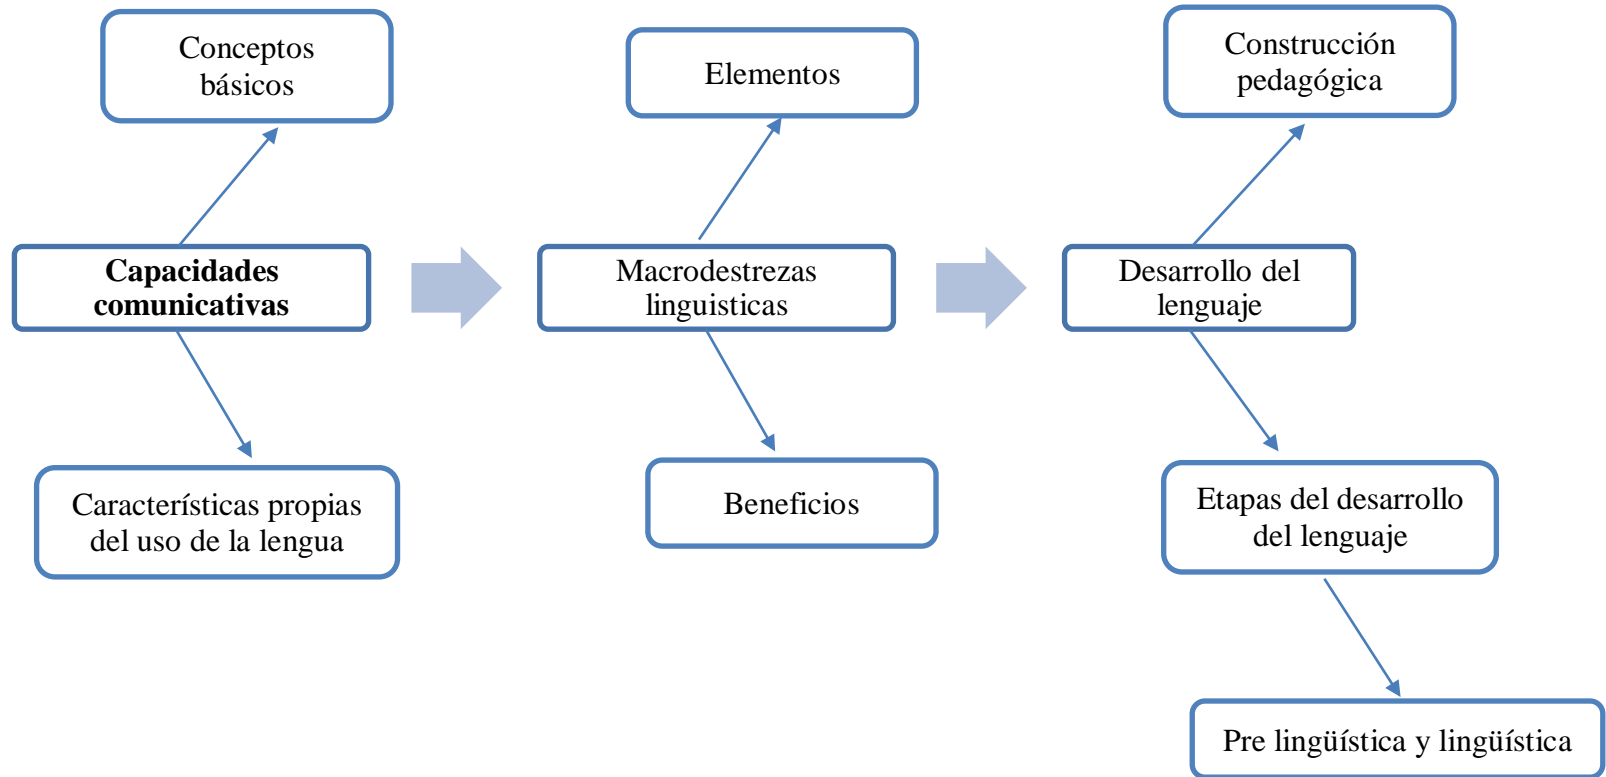 Conceptos
básicos
Elementos
Construcción
pedagógica
Capacidades
comunicativas
Macrodestrezas
linguisticas
Desarrollo del
lenguaje
Característícas propias
del uso de la lengua
Beneficios
Etapas del desarrollo
del lenguaje
Pre lingüística y lingüística